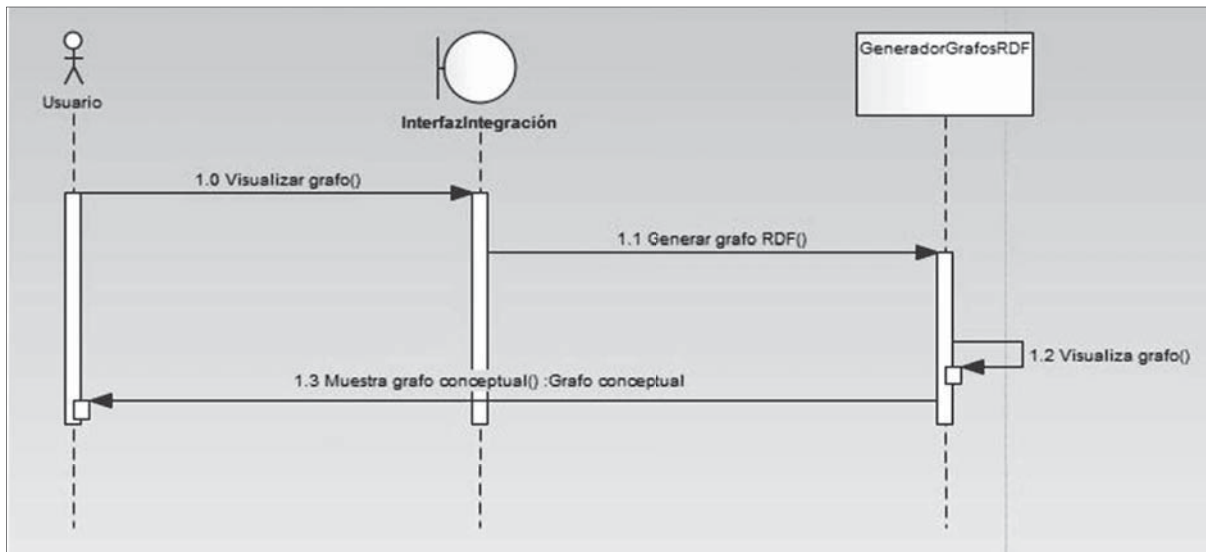 GeneradorGrafosRDF
Usuario
InterfazIntegración
1.0 Visualizar grafo()
1.1 Generar grafo RDF()
1.2 Visualiza grafo()
1.3 Muestra grafo conceptual() :Grafo conceptual